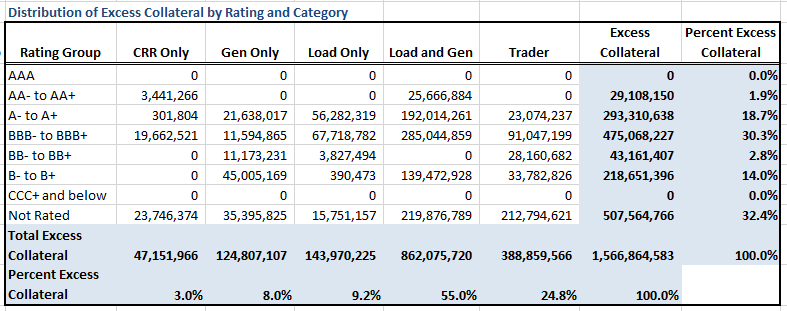 Distribution of Excess Collateral by Rating and Category
Excess Percent Excess
Rating Group CRR Only Gen Only Load Only Load and Gen Trader Collateral Collateral
AAA 0 0 0 0 0 0 0.0%
AA- to AA+ 3,441,266 0 0 25,666,884 0 29,108,150 1.9%
A- to A+ 301,804 21,638,017 56,282,319 192,014,261 23,074,237 293,310,638 18.7%
BBB- to BBB+ 19,662,521 11,594,865 67,718,782 285,044,859 91,047,199 475,068,227 30.3%
BB- to BB+ 0 11,173,231 3,827,494 0 28,160,682 43,161,407 2.8%
B- to B+ 0 45,005,169 390,473 139,472,928 33,782,826 218,651,396 14.0%
CCC+ and below 0 0 0 0 0 0 0.0%
Not Rated 23,746,374 35,395,825 15,751,157 219,876,789 212,794,621 507,564,766 32.4%
Total Excess
Collateral 47,151,966 124,807,107 143,970,225 862,075,720 388,859,566 1,566,864,583 100.0%
Percent Excess
Collateral 3.0% 8.0% 9.2% 55.0% 24.8% 100.0%